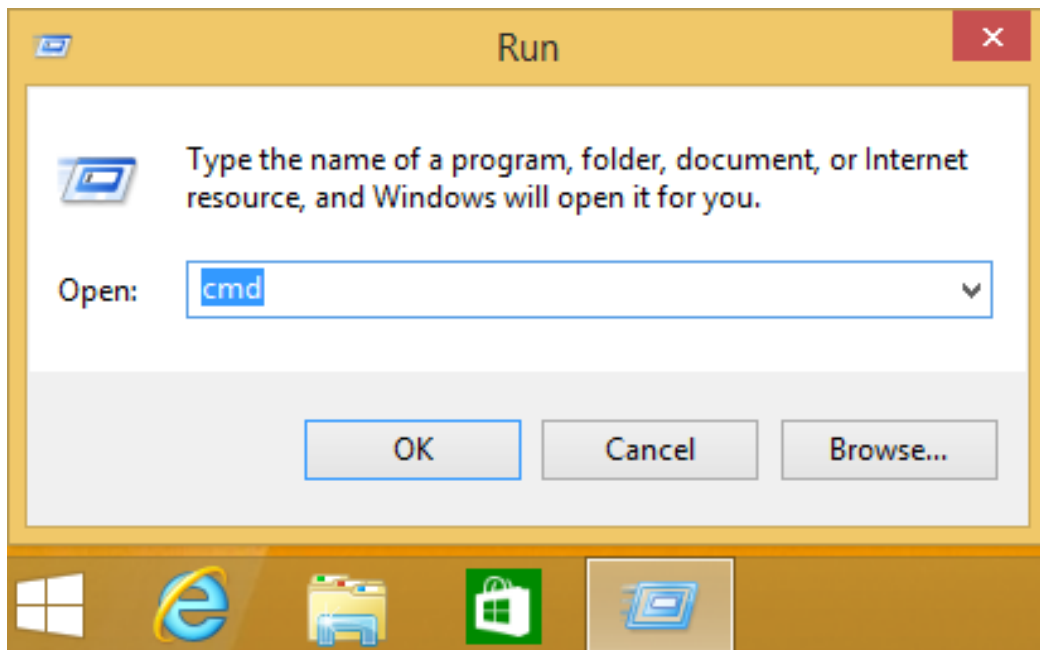 Run
Type the name of a program, folder, document, or Internet
resource, and Windows will open it for you.
Open: cmd
OK Cancel Browse...